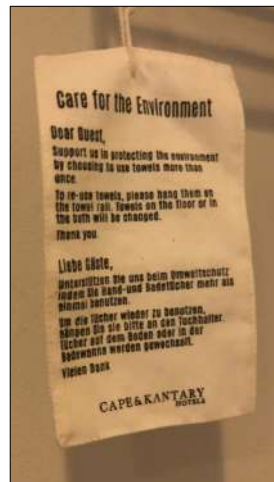 Care for the Environment
Dear Guest,
Support us in protecting the environment
by choosing to use towels more than
once.
To re-use towels, please hang them on
the towel rail. Towels on the floor or in
the bath will be changed.
Thank you
Liebe Gäste,
Unterstützen Sie uns beim Umweltschutz
indem Sie Hand-und Badetücher mehr als
einmal benutzen.
Um die Tücher wieder zu benutzen,
hängen Sie sie bitte an den Tuchhalter.
Tücher auf dem Boden oder in der
Badewanne werden gewechselt.
Vielen Dank
CAPE & KANTARY
HOTELS